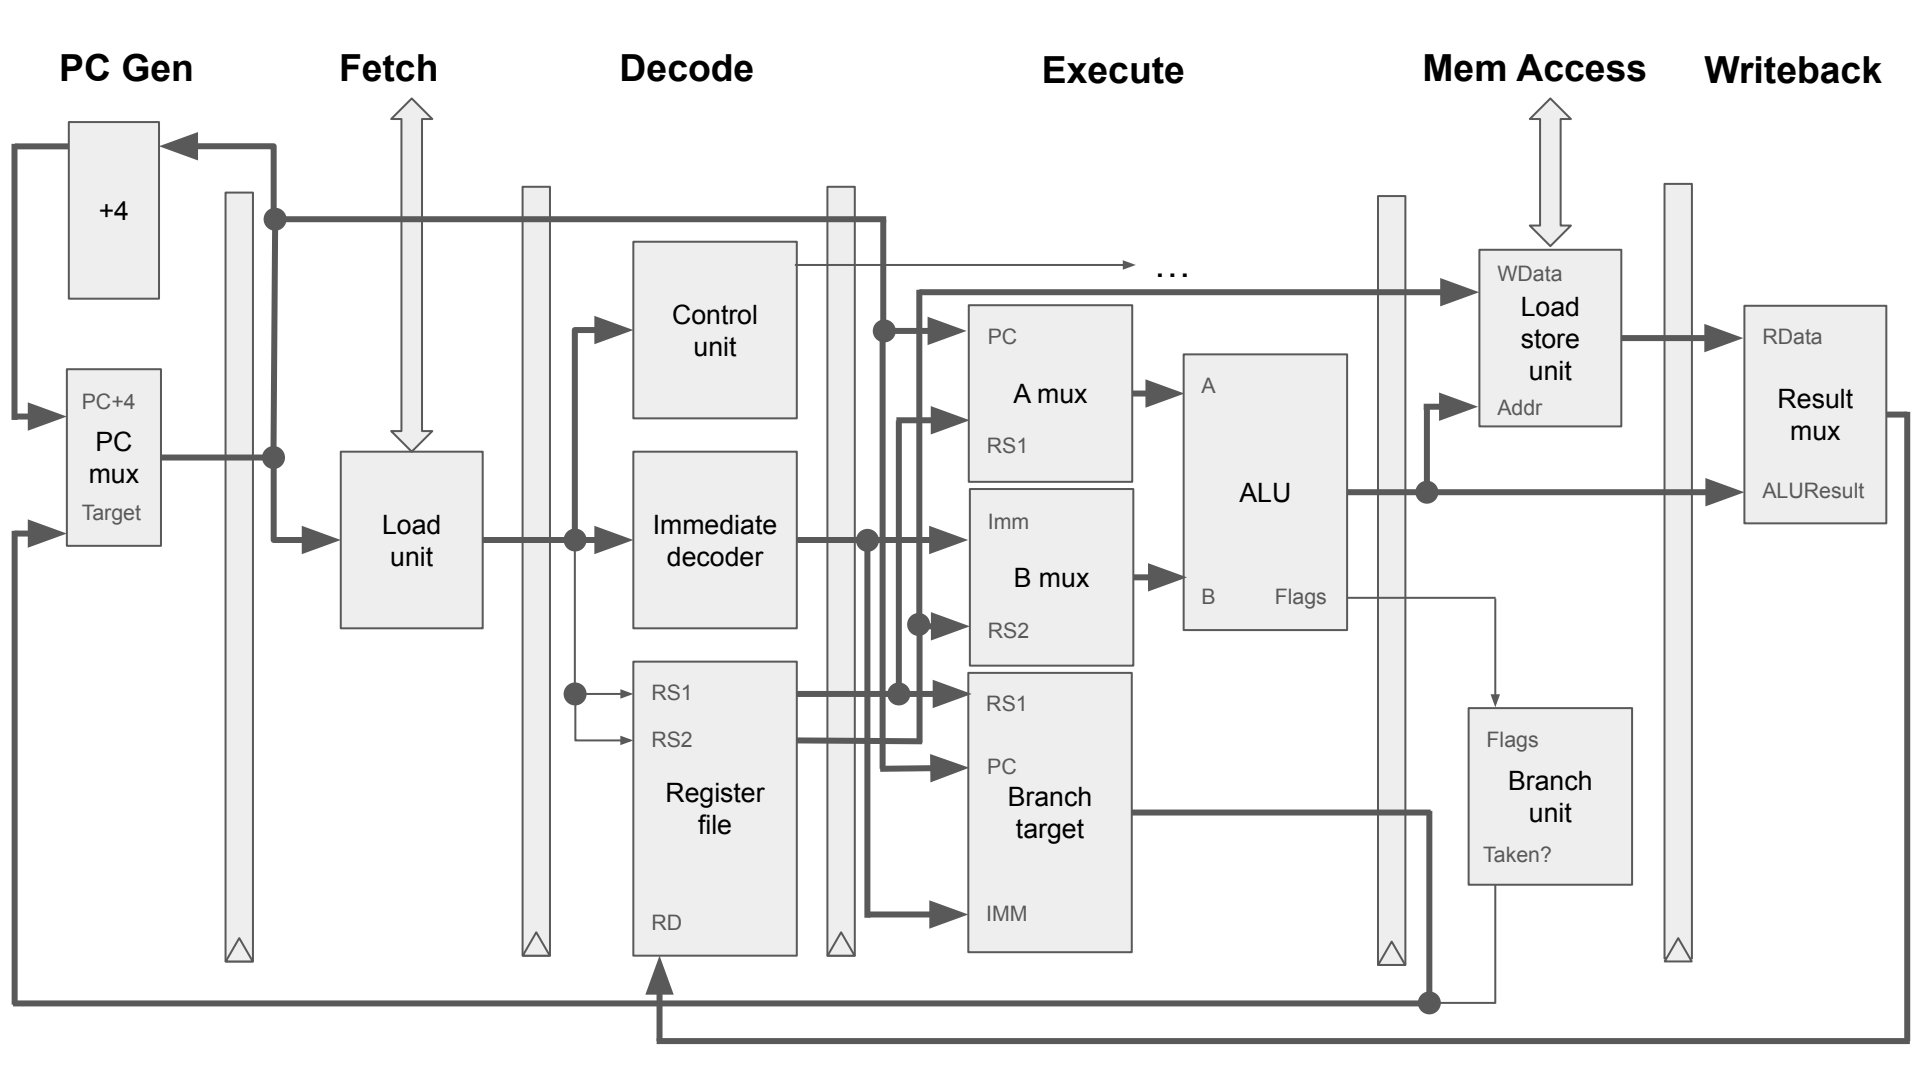 PC Gen
Fetch
Decode
Execute
Mem Access
Writeback
+4
PC+4
PC
mux
Target
Load
unit
Control
unit
...
Immediate
decoder
RS1
RS2
Register
file
RD
PC
A mux
RS1
Imm
B mux
RS2
RS1
PC
Branch
target
IMM
A
ALU
B
Flags
WData
Load
store
unit
Addr
Flags
Branch
unit
Taken?
RData
Result
mux
ALUResult